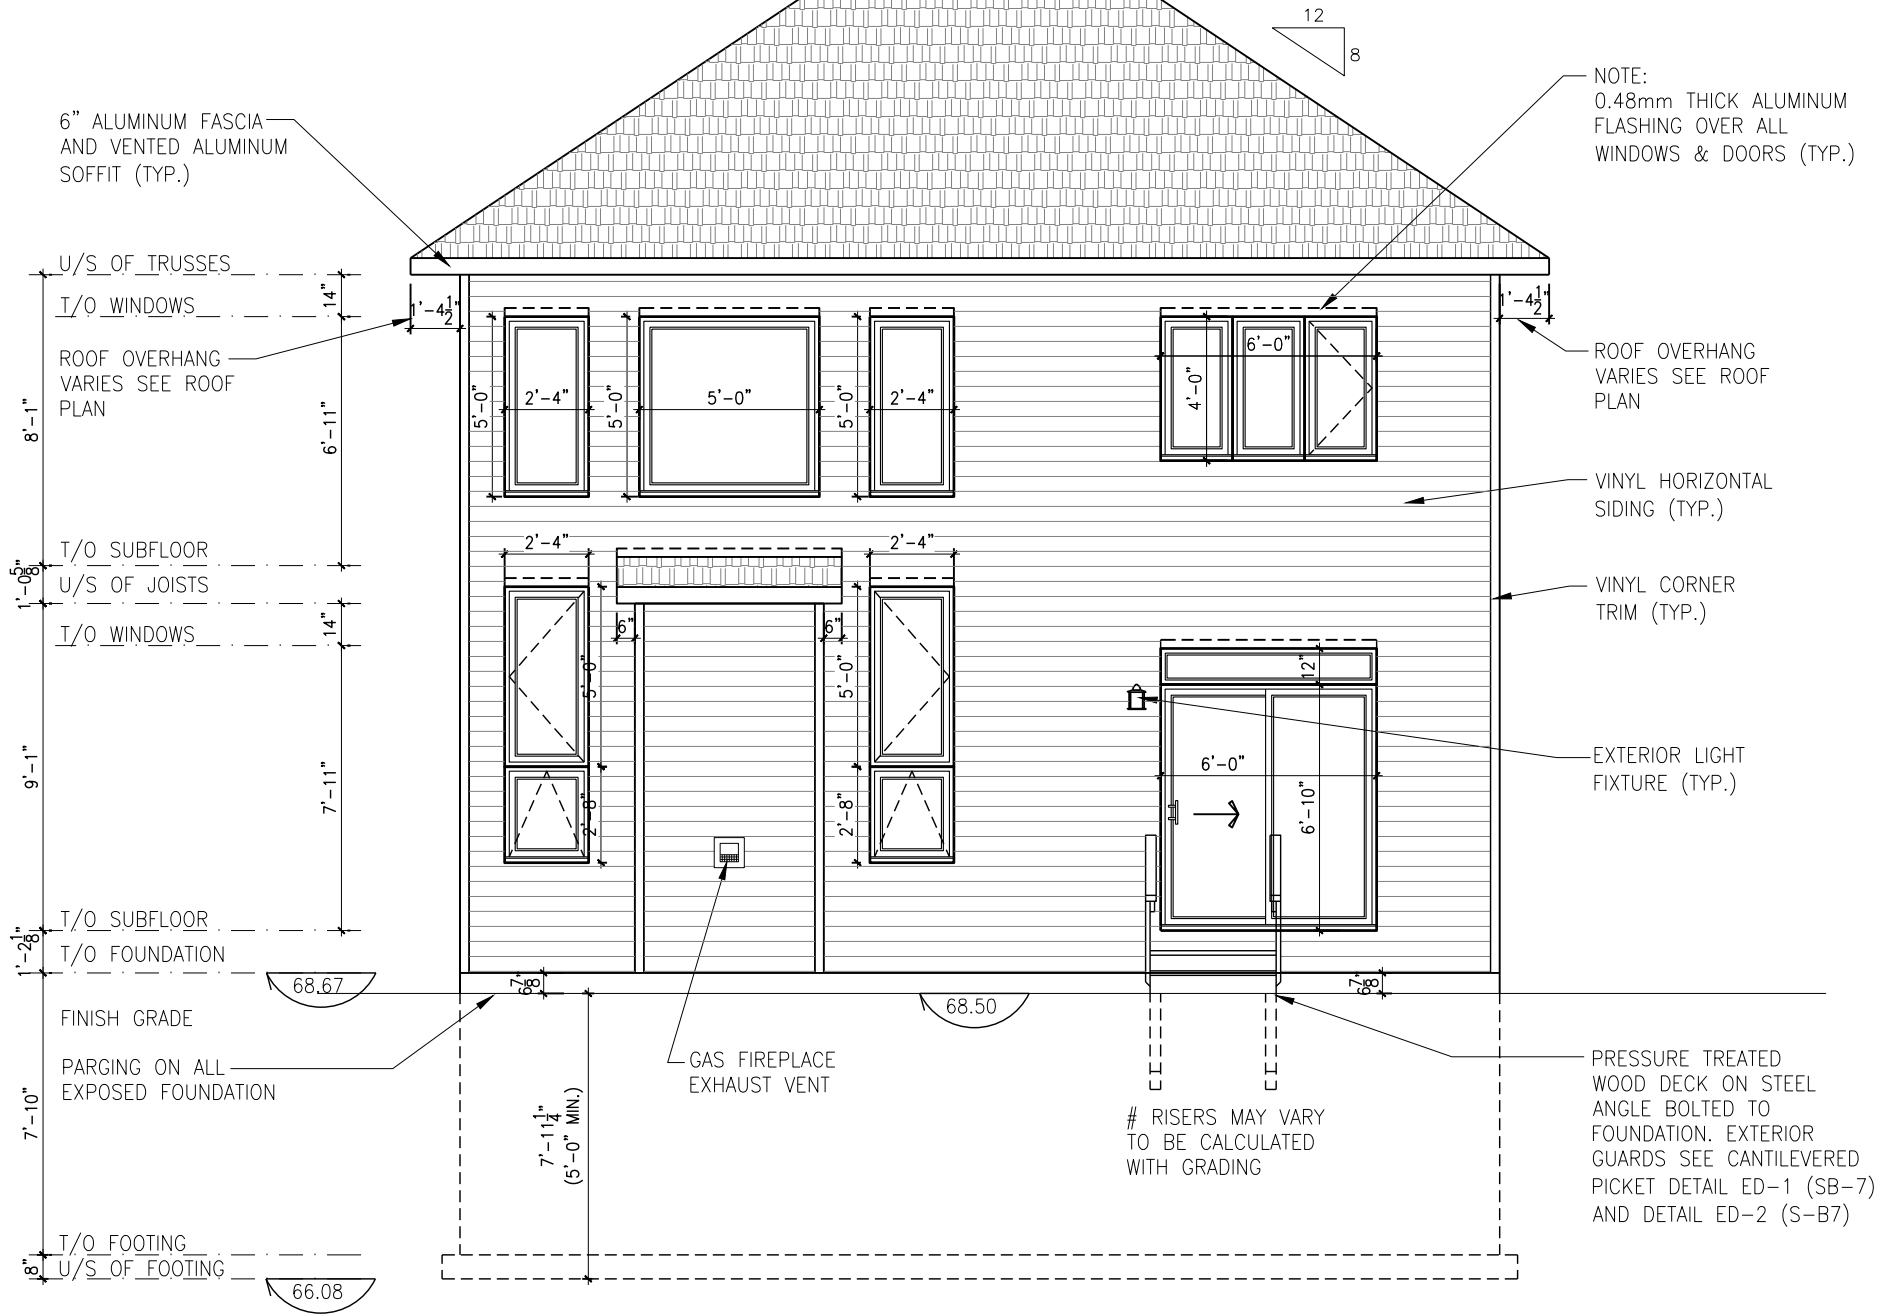 12
8
NOTE:
0.48mm THICK ALUMINUM
FLASHING OVER ALL
WINDOWS & DOORS (TYP.)
6" ALUMINUM FASCIA
AND VENTED ALUMINUM
SOFFIT (TYP.)
U/S OF TRUSSES
T/O WINDOWS
14"
1'-4½"
1'-4½"
ROOF OVERHANG
VARIES SEE ROOF
PLAN
ROOF OVERHANG
VARIES SEE ROOF
PLAN
8'-1"
6'-11"
5'-0"
2'-4"
5'-0"
5'-0"
5'-0"
2'-4"
4'-0"
6'-0"
VINYL HORIZONTAL
SIDING (TYP.)
T/O SUBFLOOR
1'-0⅝"
U/S OF JOISTS
T/O WINDOWS
14"
2'-4"
2'-4"
6"
6"
VINYL CORNER
TRIM (TYP.)
5'-0"
5'-0"
12"
EXTERIOR LIGHT
FIXTURE (TYP.)
9'-1"
7'-11"
2'-8"
2'-8"
6'-0"
6'-10"
T/O SUBFLOOR
1'-2⅛"
T/O FOUNDATION
68.67
6⅞"
68.50
6⅞"
FINISH GRADE
PARGING ON ALL
EXPOSED FOUNDATION
GAS FIREPLACE
EXHAUST VENT
7'-10"
7'-11¼"
(5'-0" MIN.)
# RISERS MAY VARY
TO BE CALCULATED
WITH GRADING
PRESSURE TREATED
WOOD DECK ON STEEL
ANGLE BOLTED TO
FOUNDATION. EXTERIOR
GUARDS SEE CANTILEVERED
PICKET DETAIL ED-1 (SB-7)
AND DETAIL ED-2 (S-B7)
T/O FOOTING
8"
U/S OF FOOTING
66.08